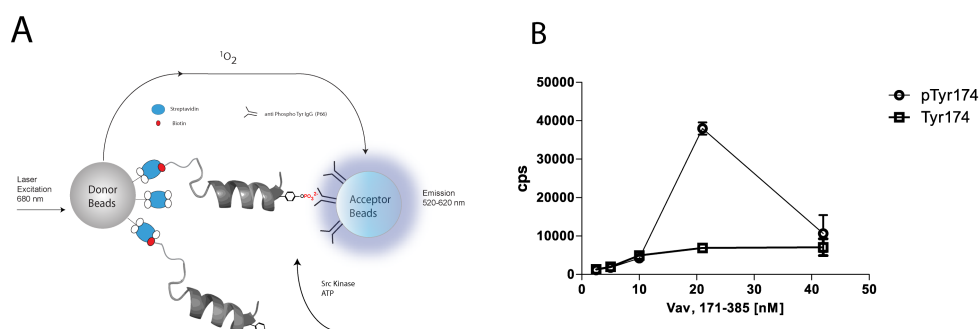 A
¹O₂
Streptavidin
Biotin
anti Phospho Tyr IgG (P66)
Laser
Excitation
680 nm
Donor
Beads
OPO₃²⁻
Acceptor
Beads
Emission
520-620 nm
Src Kinase
ATP
B
50000
40000
30000
20000
10000
0
cps
0 10 20 30 40 50
Vav, 171-385 [nM]
pTyr174
Tyr174